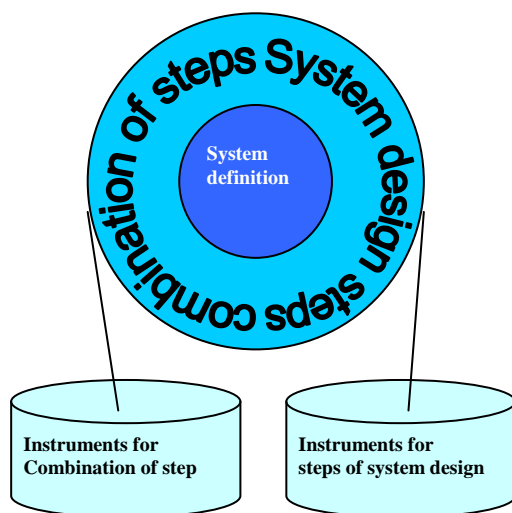 System design steps combination of steps
System
definition
Instruments for
Combination of step
Instruments for
steps of system design